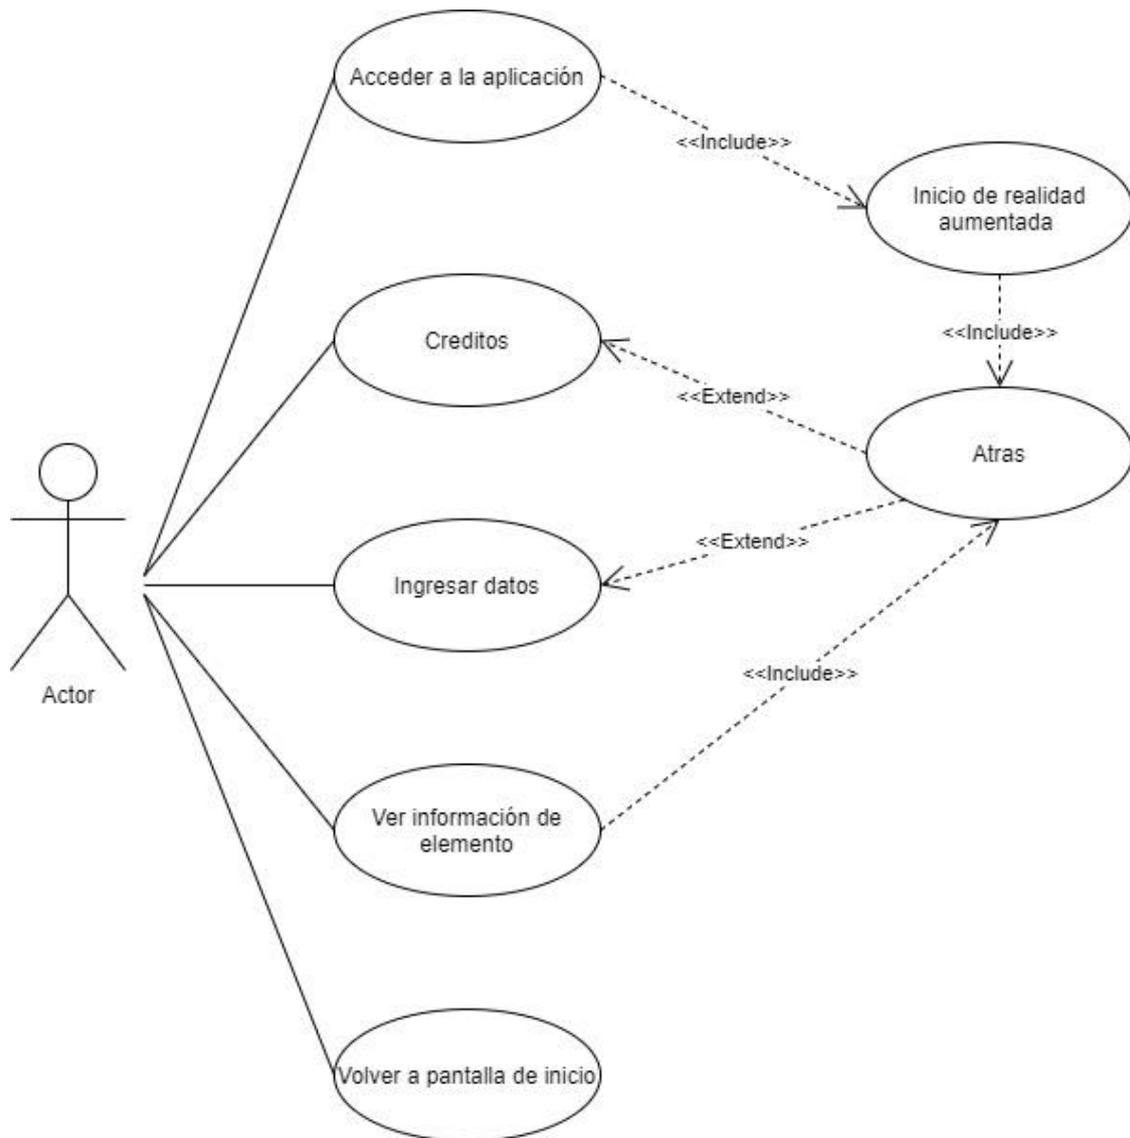 Acceder a la aplicación
<<Include>>
Inicio de realidad
aumentada
<<Include>>
Creditos
<<Extend>>
Atras
<<Extend>>
Ingresar datos
<<Include>>
Actor
Ver información de
elemento
Volver a pantalla de inicio